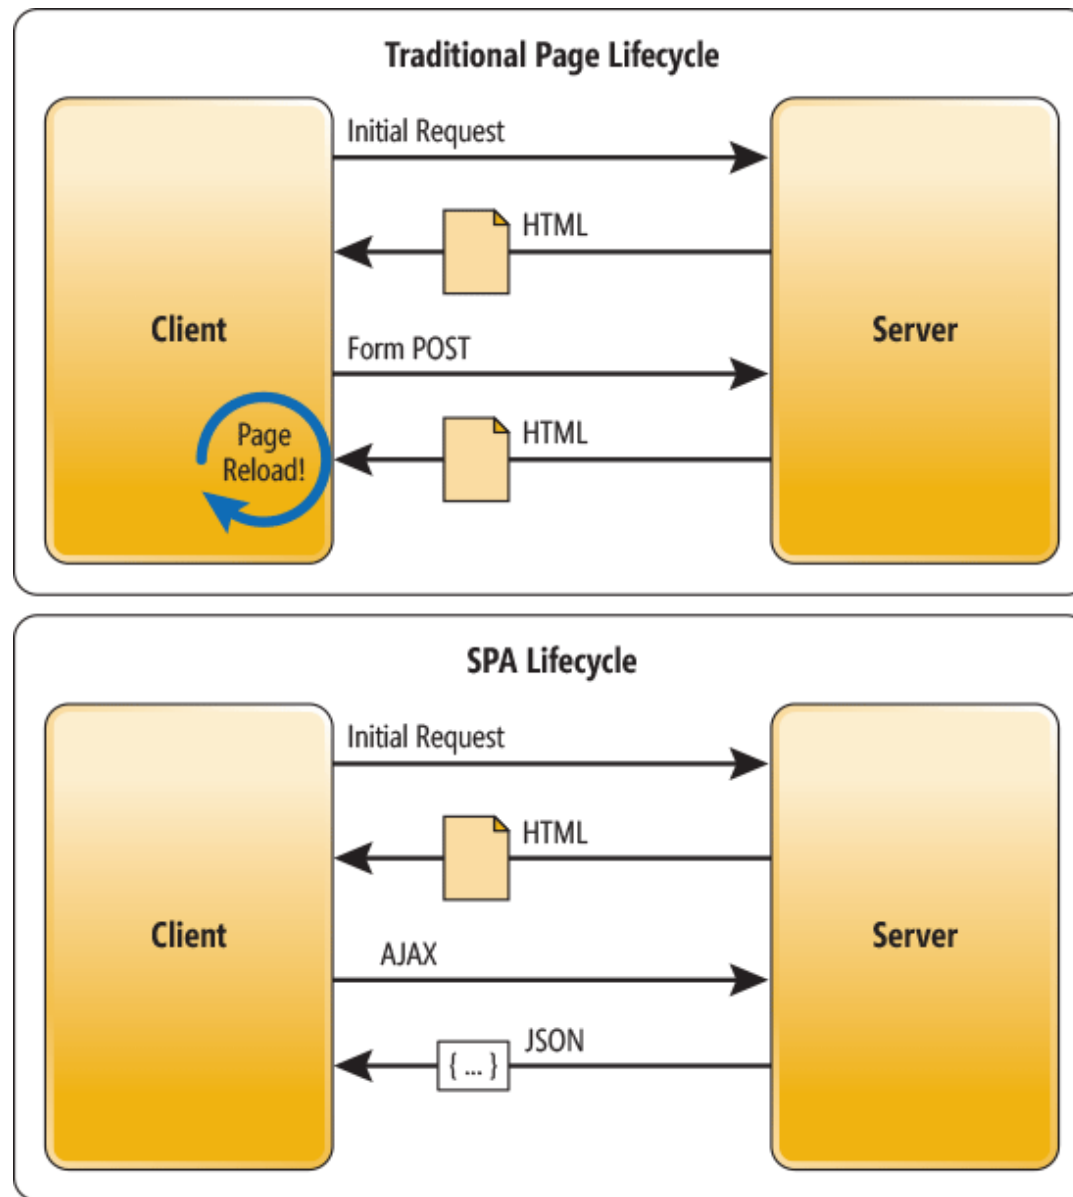 Traditional Page Lifecycle
Initial Request
HTML
Client
Server
Form POST
HTML
Page
Reload!
SPA Lifecycle
Initial Request
HTML
Client
Server
AJAX
JSON
{ ... }